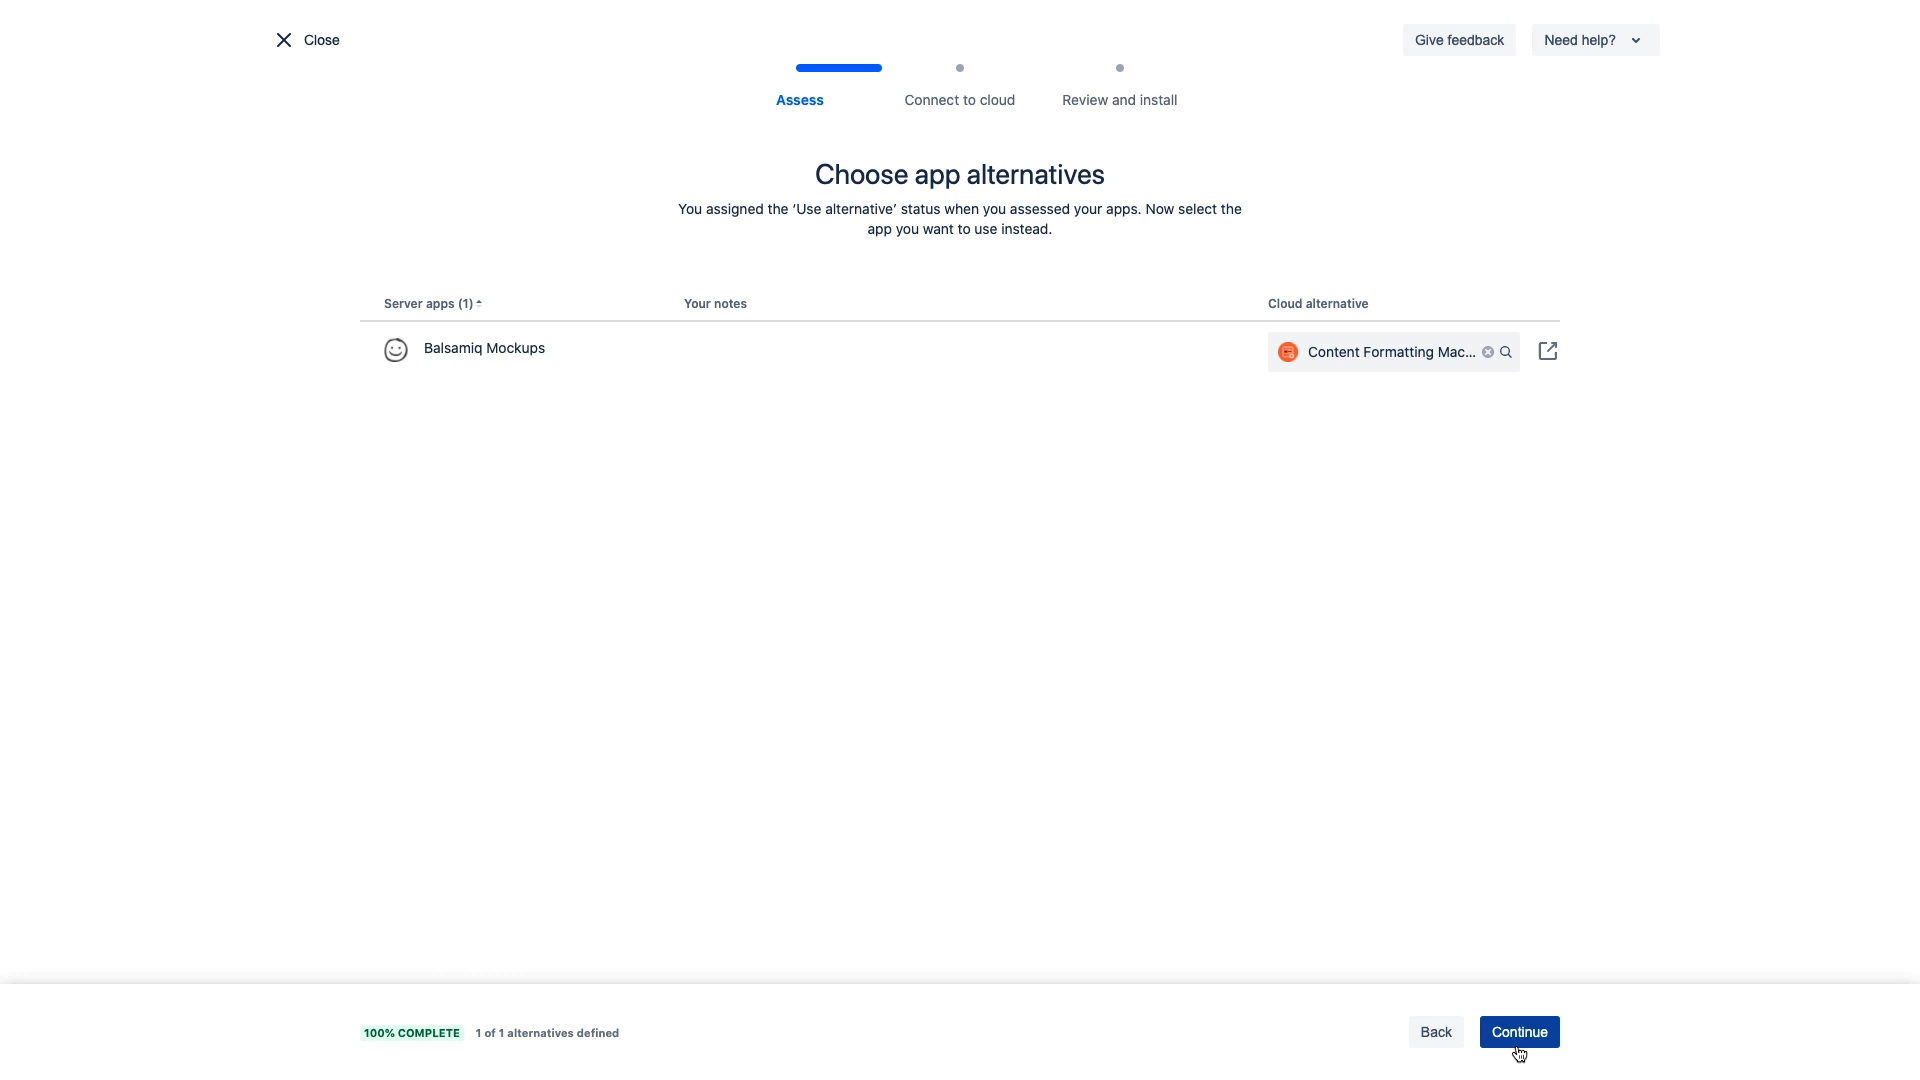 Close
Give feedback
Need help?
Assess
Connect to cloud
Review and install
Choose app alternatives
You assigned the ‘Use alternative’ status when you assessed your apps. Now select the
app you want to use instead.
Server apps (1)
Your notes
Cloud alternative
Balsamiq Mockups
Content Formatting Mac...
100% COMPLETE
1 of 1 alternatives defined
Back
Continue